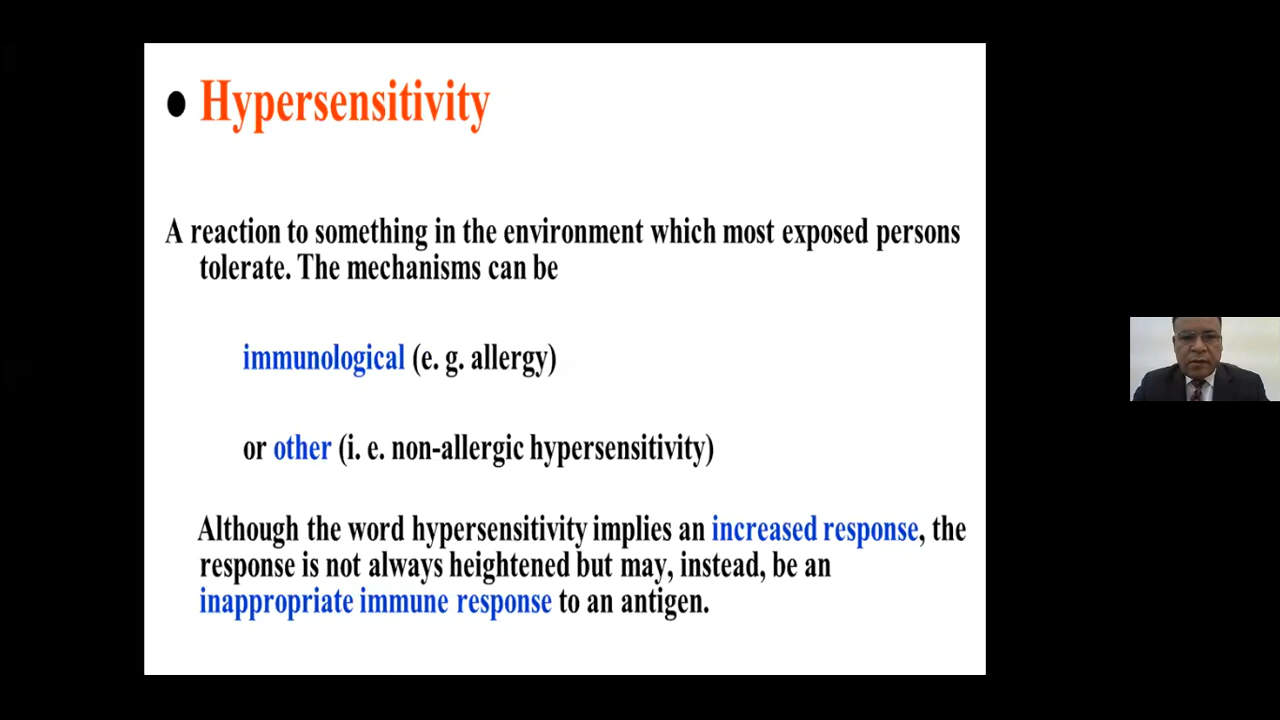 • Hypersensitivity
A reaction to something in the environment which most exposed persons
tolerate. The mechanisms can be
immunological (e. g. allergy)
or other (i. e. non-allergic hypersensitivity)
Although the word hypersensitivity implies an increased response, the
response is not always heightened but may, instead, be an
inappropriate immune response to an antigen.